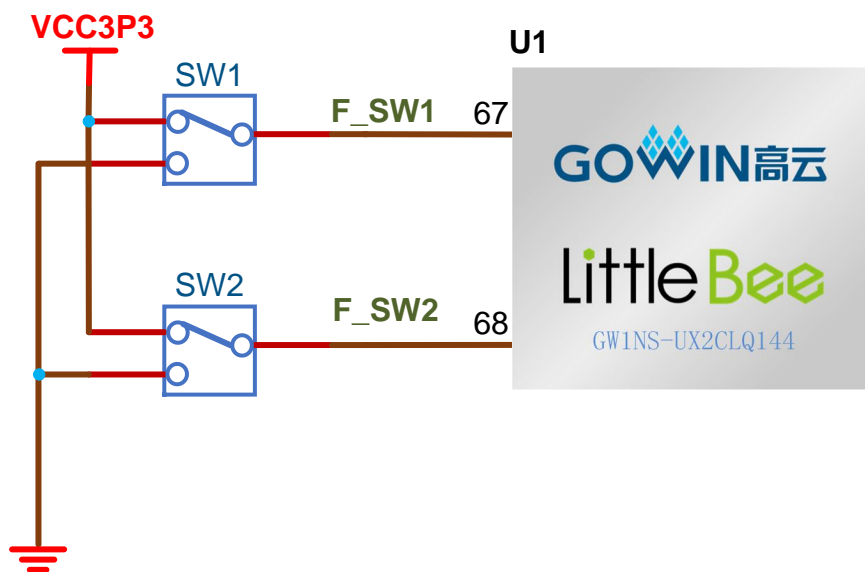 VCC3P3
U1
SW1
F_SW1
67
GOWIN高云
LittleBee
SW2
F_SW2
68
GW1NS-UX2CLQ144